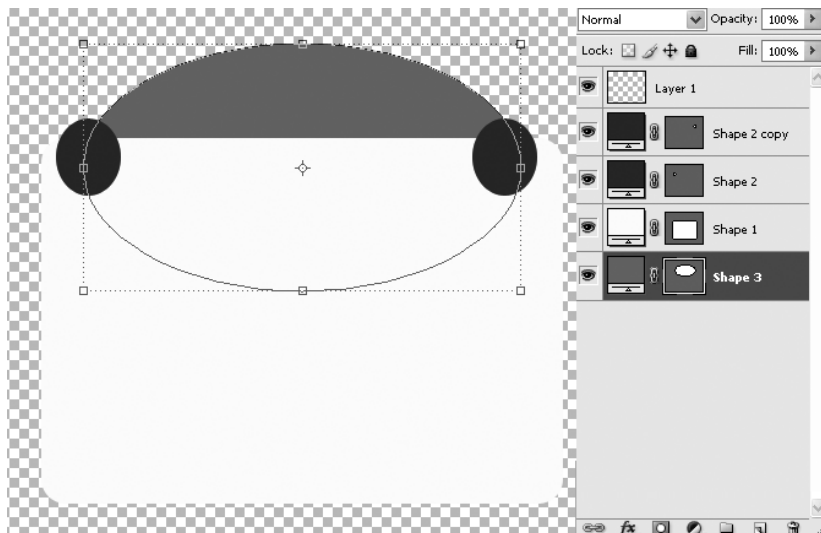 Normal Opacity: 100%
Lock: Fill: 100%
Layer 1
Shape 2 copy
Shape 2
Shape 1
Shape 3
fx